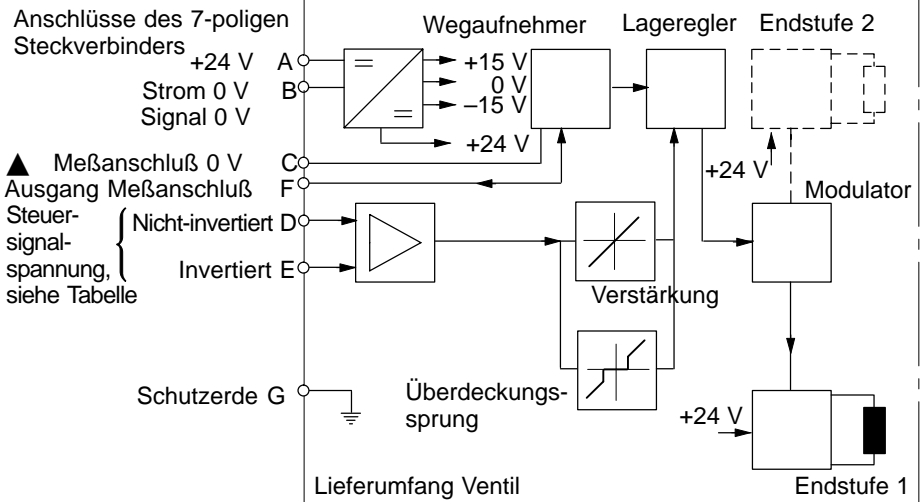 Anschlüsse des 7-poligen
Steckverbinders
Wegaufnehmer
Lageregler
Endstufe 2
+24 V A
Strom 0 V B
Signal 0 V
+15 V
0 V
–15 V
+24 V
+24 V
▲ Meßanschluß 0 V C
Ausgang Meßanschluß F
Modulator
Steuer-
signal-
spannung,
siehe Tabelle
Nicht-invertiert D
Invertiert E
Verstärkung
Schutzerde G
Überdeckungs-
sprung
+24 V
Lieferumfang Ventil
Endstufe 1